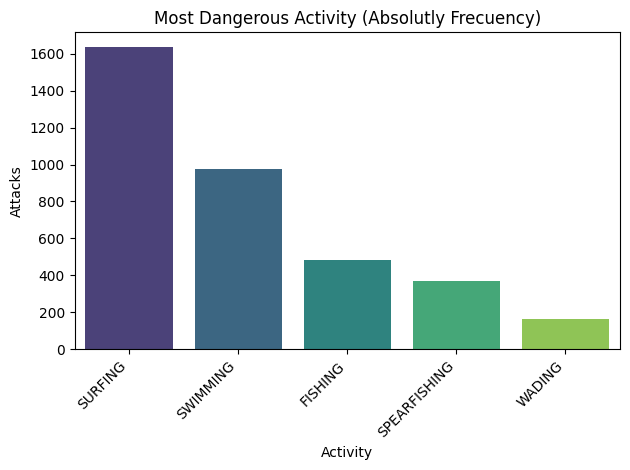 Most Dangerous Activity (Absolutly Frecuency)
Attacks
1600
1400
1200
1000
800
600
400
200
0
SURFING
SWIMMING
FISHING
SPEARFISHING
WADING
Activity